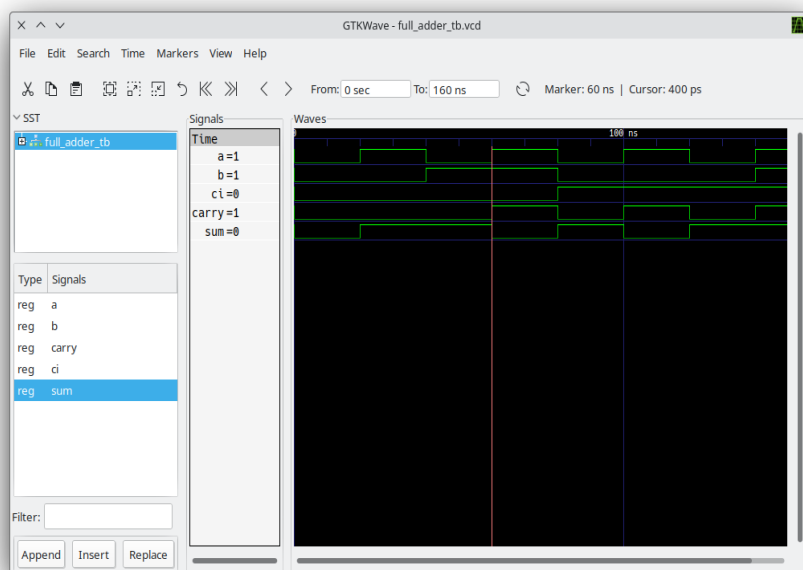 GTKWave - full_adder_tb.vcd
File Edit Search Time Markers View Help
From: 0 sec To: 160 ns Marker: 60 ns | Cursor: 400 ps
SST
full_adder_tb
Type Signals
reg a
reg b
reg carry
reg ci
reg sum
Filter:
Append Insert Replace
Signals
Time
a=1
b=1
ci=0
carry=1
sum=0
Waves
100 ns